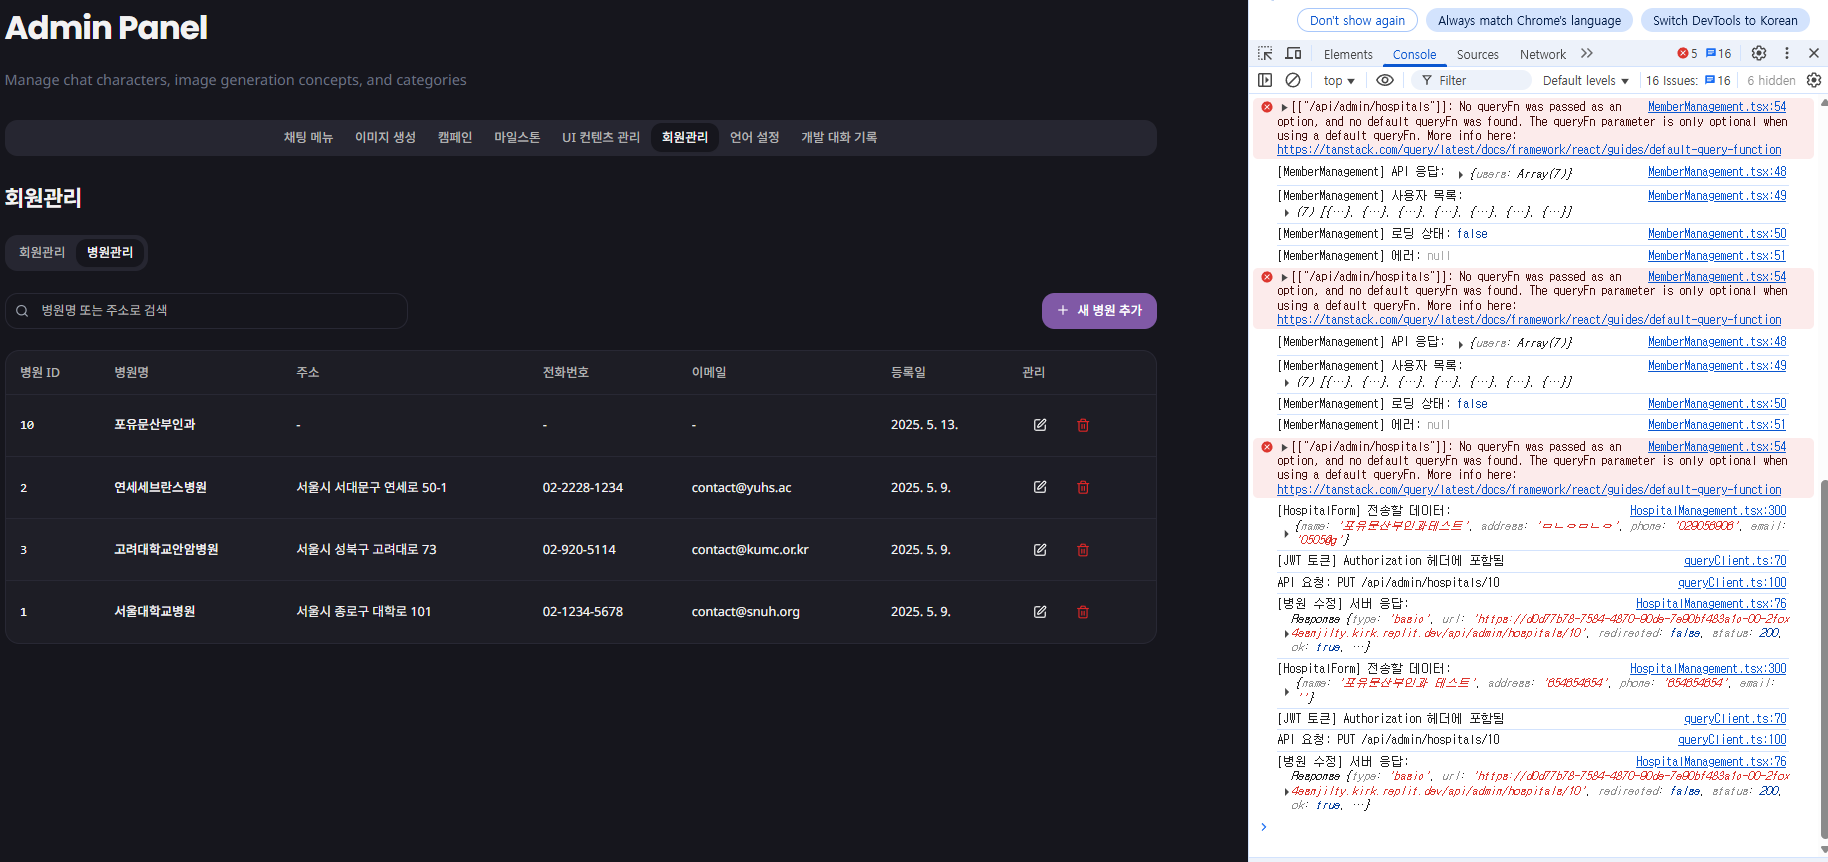 Admin Panel
Manage chat characters, image generation concepts, and categories
채팅 메뉴 이미지 생성 캠페인 마일스톤 UI 컨텐츠 관리 회원관리 언어 설정 개발 대화 기록
회원관리
회원관리 병원관리
병원명 또는 주소로 검색
+ 새 병원 추가
병원 ID 병원명 주소 전화번호 이메일 등록일 관리
10 포유문산부인과 - - - 2025. 5. 13.
2 연세세브란스병원 서울시 서대문구 연세로 50-1 02-2228-1234 contact@yuhs.ac 2025. 5. 9.
3 고려대학교안암병원 서울시 성북구 고려대로 73 02-920-5114 contact@kumc.or.kr 2025. 5. 9.
1 서울대학교병원 서울시 종로구 대학로 101 02-1234-5678 contact@snuh.org 2025. 5. 9.
Don't show again Always match Chrome's language Switch DevTools to Korean
Elements Console Sources Network 5 16
top Filter Default levels 16 Issues: 16 6 hidden
[["/api/admin/hospitals"]]: No queryFn was passed as an MemberManagement.tsx:54
option, and no default queryFn was found. The queryFn parameter is only optional when
using a default queryFn. More info here:
https://tanstack.com/query/latest/docs/framework/react/guides/default-query-function
[MemberManagement] API 응답: {users: Array(7)} MemberManagement.tsx:48
[MemberManagement] 사용자 목록: MemberManagement.tsx:49
(7) [{…}, {…}, {…}, {…}, {…}, {…}, {…}]
[MemberManagement] 로딩 상태: false MemberManagement.tsx:50
[MemberManagement] 에러: null MemberManagement.tsx:51
[["/api/admin/hospitals"]]: No queryFn was passed as an MemberManagement.tsx:54
option, and no default queryFn was found. The queryFn parameter is only optional when
using a default queryFn. More info here:
https://tanstack.com/query/latest/docs/framework/react/guides/default-query-function
[MemberManagement] API 응답: {users: Array(7)} MemberManagement.tsx:48
[MemberManagement] 사용자 목록: MemberManagement.tsx:49
(7) [{…}, {…}, {…}, {…}, {…}, {…}, {…}]
[MemberManagement] 로딩 상태: false MemberManagement.tsx:50
[MemberManagement] 에러: null MemberManagement.tsx:51
[["/api/admin/hospitals"]]: No queryFn was passed as an MemberManagement.tsx:54
option, and no default queryFn was found. The queryFn parameter is only optional when
using a default queryFn. More info here:
https://tanstack.com/query/latest/docs/framework/react/guides/default-query-function
[HospitalForm] 전송할 데이터: HospitalManagement.tsx:300
{name: '포유문산부인과테스트', address: 'ㅁㄴㅇㅁㄴㅇ', phone: '029056906', email:
[JWT 토큰] Authorization 헤더에 포함됨 queryClient.ts:70
API 요청: PUT /api/admin/hospitals/10 queryClient.ts:100
[병원 수정] 서버 응답: HospitalManagement.tsx:76
Response {type: 'basic', url: 'https://d0d77b78-7584-4870-90de-7e90bf483a1c-00-2fox
4esmjilty.kirk.replit.dev/api/admin/hospitals/10', redirected: false, status: 200,
ok: true, …}
[HospitalForm] 전송할 데이터: HospitalManagement.tsx:300
{name: '포유문산부인과 테스트', address: '654654654', phone: '654654654', email:
''}
[JWT 토큰] Authorization 헤더에 포함됨 queryClient.ts:70
API 요청: PUT /api/admin/hospitals/10 queryClient.ts:100
[병원 수정] 서버 응답: HospitalManagement.tsx:76
Response {type: 'basic', url: 'https://d0d77b78-7584-4870-90de-7e90bf483a1c-00-2fox
4esmjilty.kirk.replit.dev/api/admin/hospitals/10', redirected: false, status: 200,
ok: true, …}